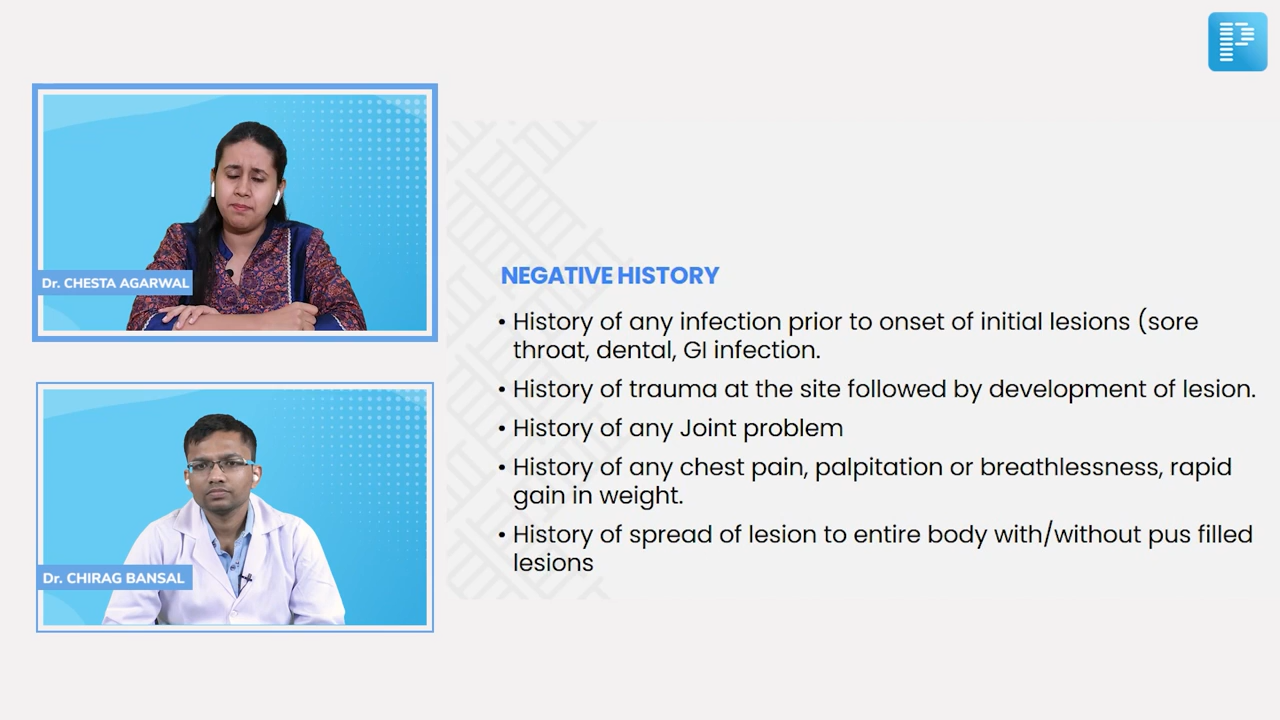 Dr. CHESTA AGARWAL
Dr. CHIRAG BANSAL
NEGATIVE HISTORY
• History of any infection prior to onset of initial lesions (sore
throat, dental, GI infection.
• History of trauma at the site followed by development of lesion.
• History of any Joint problem
• History of any chest pain, palpitation or breathlessness, rapid
gain in weight.
• History of spread of lesion to entire body with/without pus filled
lesions